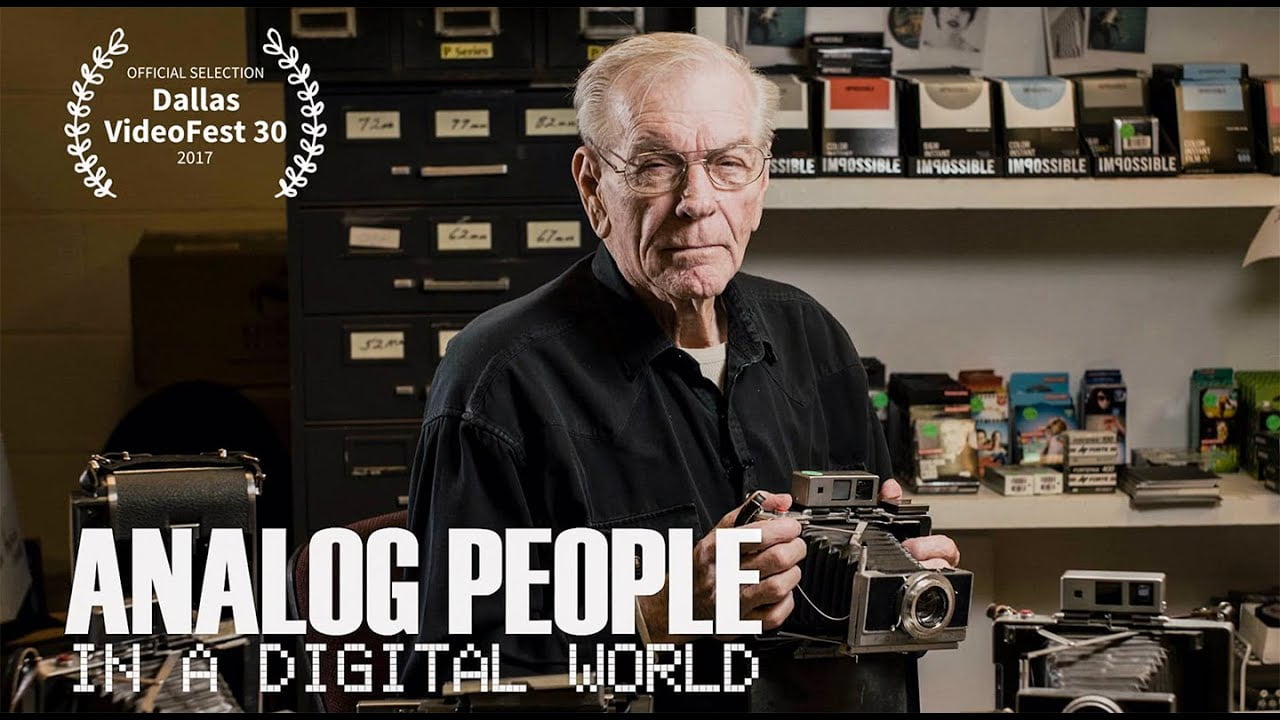 OFFICIAL SELECTION
Dallas
VideoFest 30
2017
P Series
72mm
77mm
82mm
62mm
67mm
52mm
IMPOSSIBLE
IMPOSSIBLE
IMPOSSIBLE
IMPOSSIBLE
IMPOSSIBLE
ANALOG PEOPLE
IN A DIGITAL WORLD